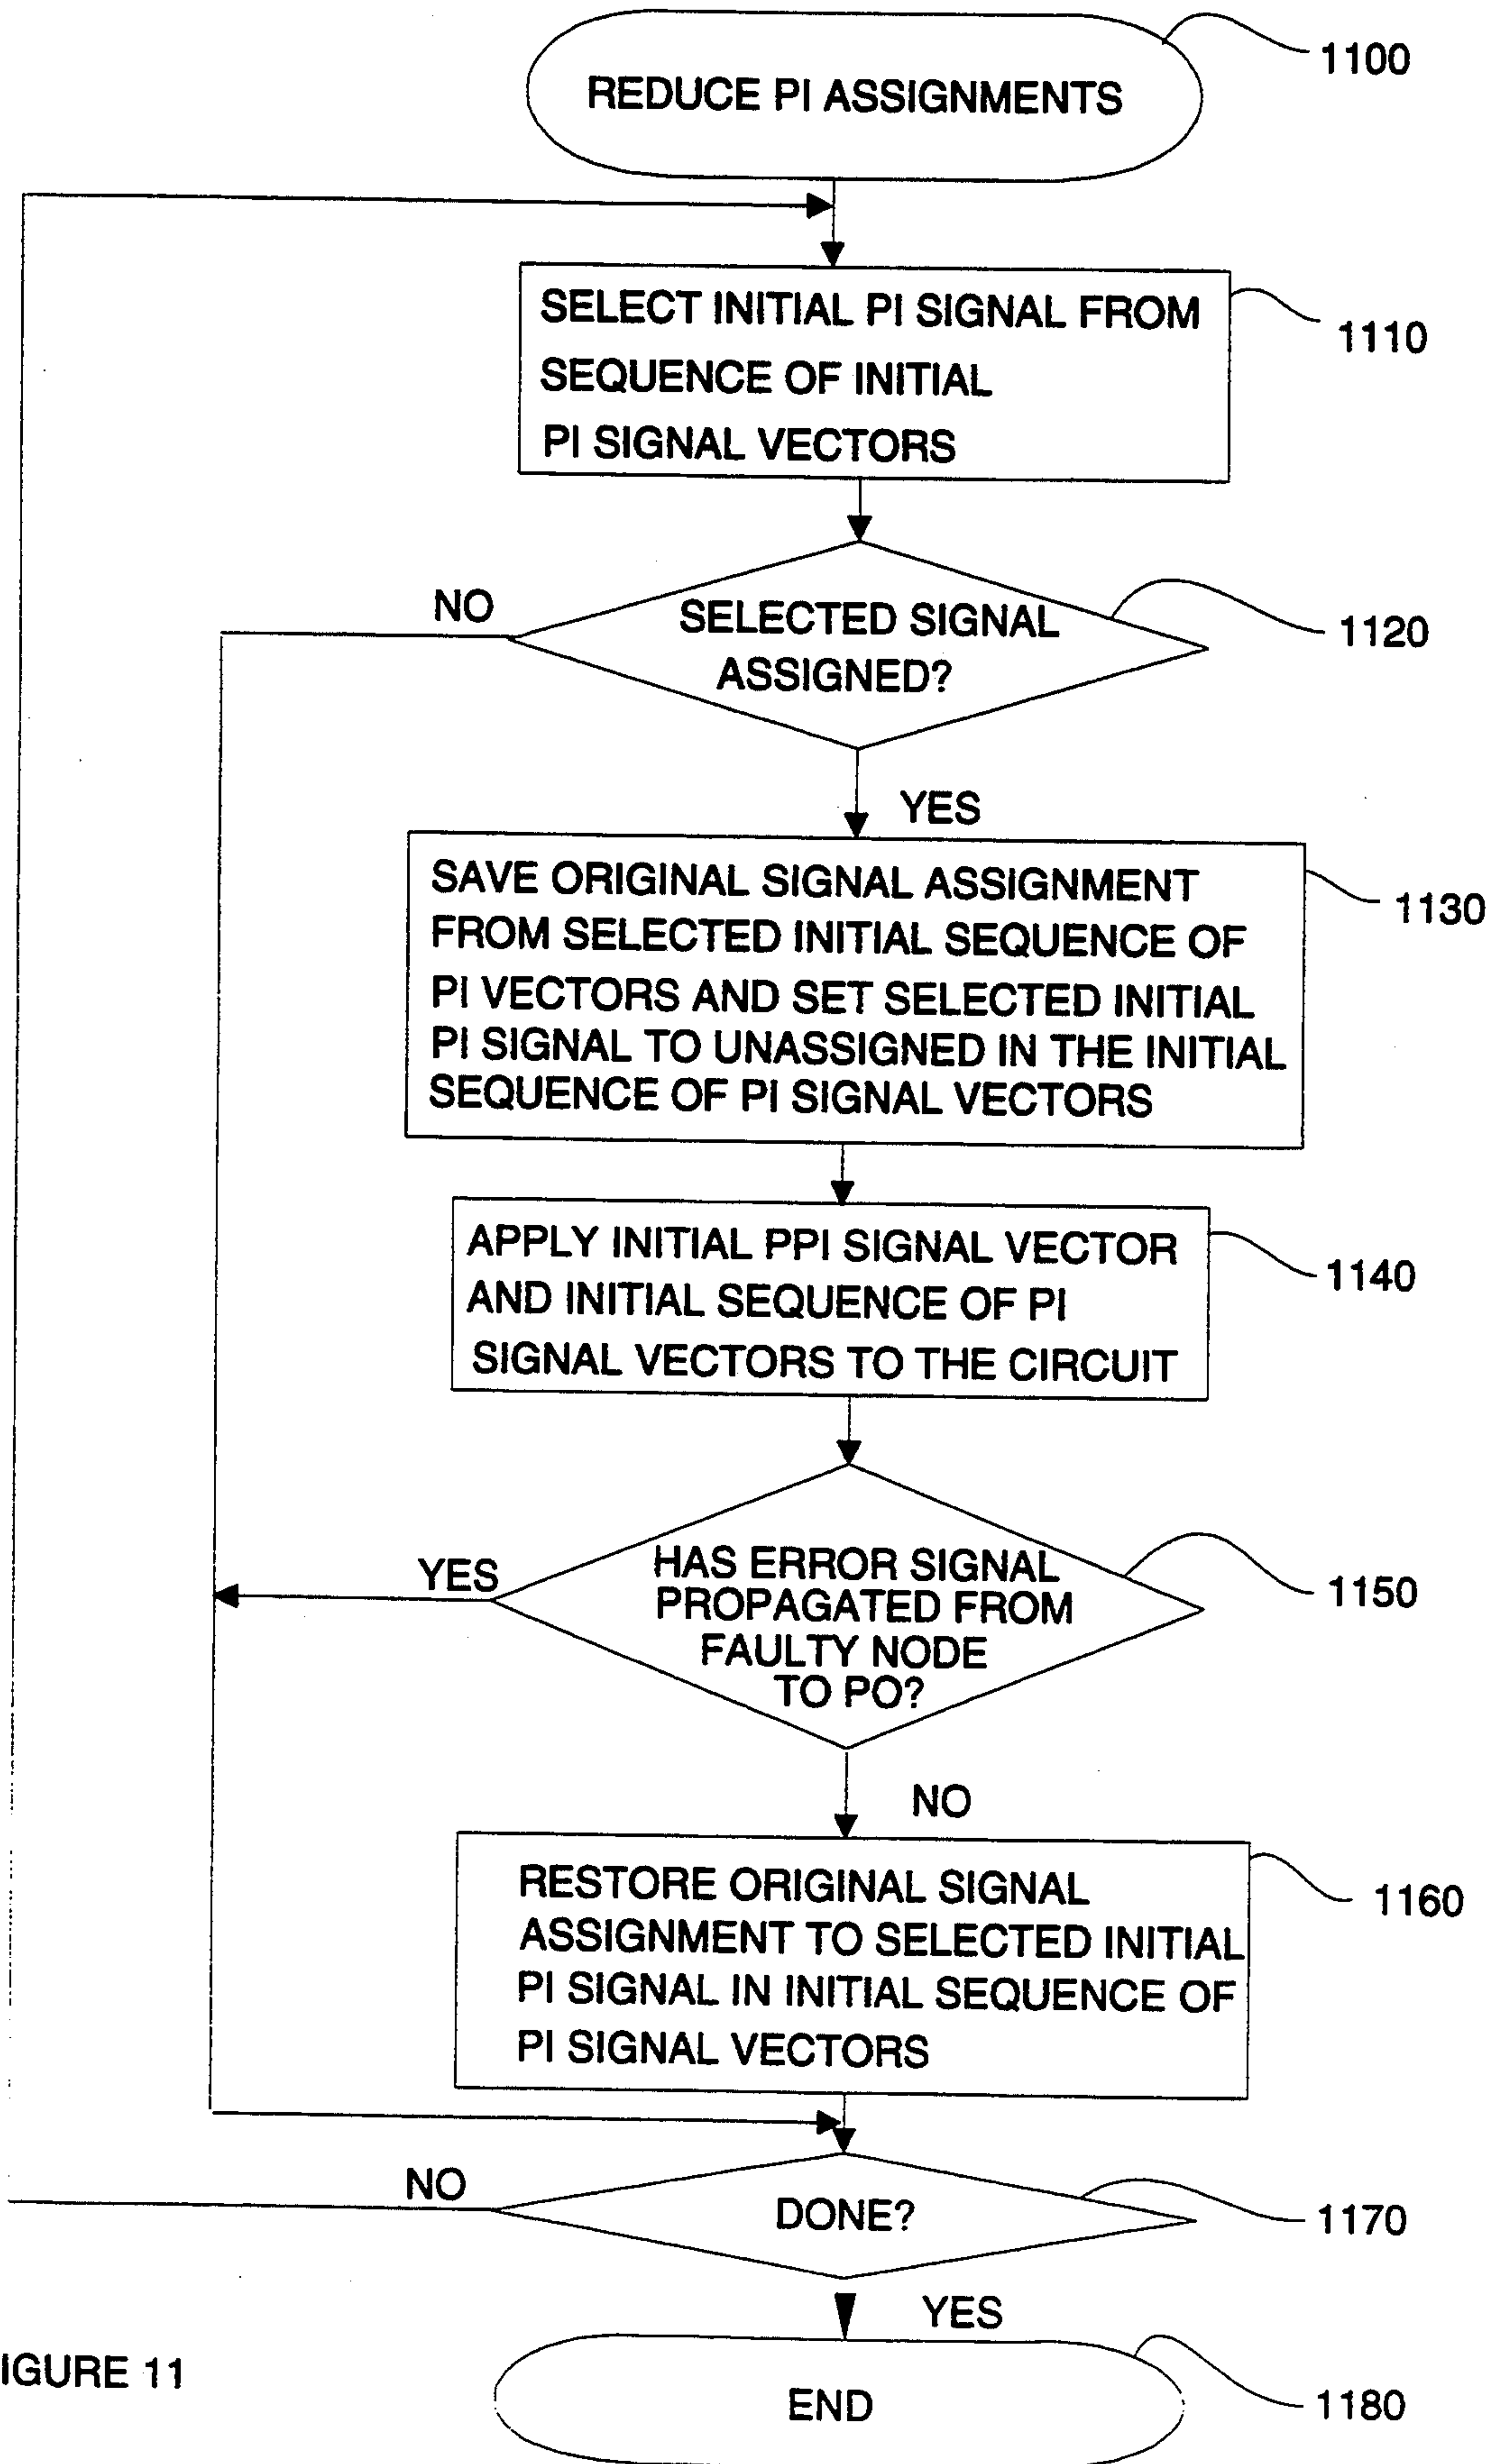 REDUCE PI ASSIGNMENTS
1100
SELECT INITIAL PI SIGNAL FROM
SEQUENCE OF INITIAL
PI SIGNAL VECTORS
1110
NO
SELECTED SIGNAL
ASSIGNED?
1120
YES
SAVE ORIGINAL SIGNAL ASSIGNMENT
FROM SELECTED INITIAL SEQUENCE OF
PI VECTORS AND SET SELECTED INITIAL
PI SIGNAL TO UNASSIGNED IN THE INITIAL
SEQUENCE OF PI SIGNAL VECTORS
1130
APPLY INITIAL PPI SIGNAL VECTOR
AND INITIAL SEQUENCE OF PI
SIGNAL VECTORS TO THE CIRCUIT
1140
YES
HAS ERROR SIGNAL
PROPAGATED FROM
FAULTY NODE
TO PO?
1150
NO
RESTORE ORIGINAL SIGNAL
ASSIGNMENT TO SELECTED INITIAL
PI SIGNAL IN INITIAL SEQUENCE OF
PI SIGNAL VECTORS
1160
NO
DONE?
1170
YES
END
1180
IGURE 11